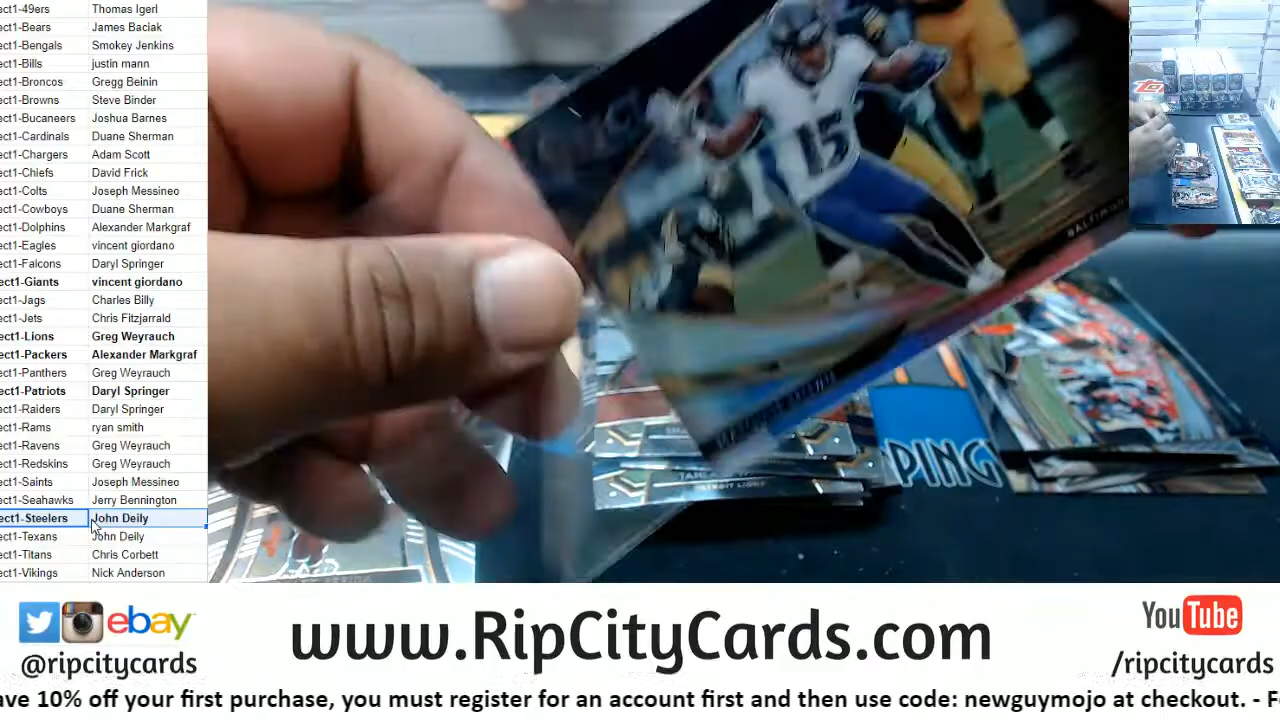 ect1-49ers Thomas Igerl
ect1-Bears James Baciak
ect1-Bengals Smokey Jenkins
ect1-Bills justin mann
ect1-Broncos Gregg Beinin
ect1-Browns Steve Binder
ect1-Bucaneers Joshua Barnes
ect1-Cardinals Duane Sherman
ect1-Chargers Adam Scott
ect1-Chiefs David Frick
ect1-Colts Joseph Messineo
ect1-Cowboys Duane Sherman
ect1-Dolphins Alexander Markgraf
ect1-Eagles vincent giordano
ect1-Falcons Daryl Springer
ect1-Giants vincent giordano
ect1-Jags Charles Billy
ect1-Jets Chris Fitzjarrald
ect1-Lions Greg Weyrauch
ect1-Packers Alexander Markgraf
ect1-Panthers Greg Weyrauch
ect1-Patriots Daryl Springer
ect1-Raiders Daryl Springer
ect1-Rams ryan smith
ect1-Ravens Greg Weyrauch
ect1-Redskins Greg Weyrauch
ect1-Saints Joseph Messineo
ect1-Seahawks Jerry Bennington
ect1-Steelers John Deily
ect1-Texans John Deily
ect1-Titans Chris Corbett
ect1-Vikings Nick Anderson
15
DETROIT LIONS
PING
ebay
@ripcitycards
www.RipCityCards.com
YouTube
/ripcitycards
ave 10% off your first purchase, you must register for an account first and then use code: newguymojo at checkout. - F